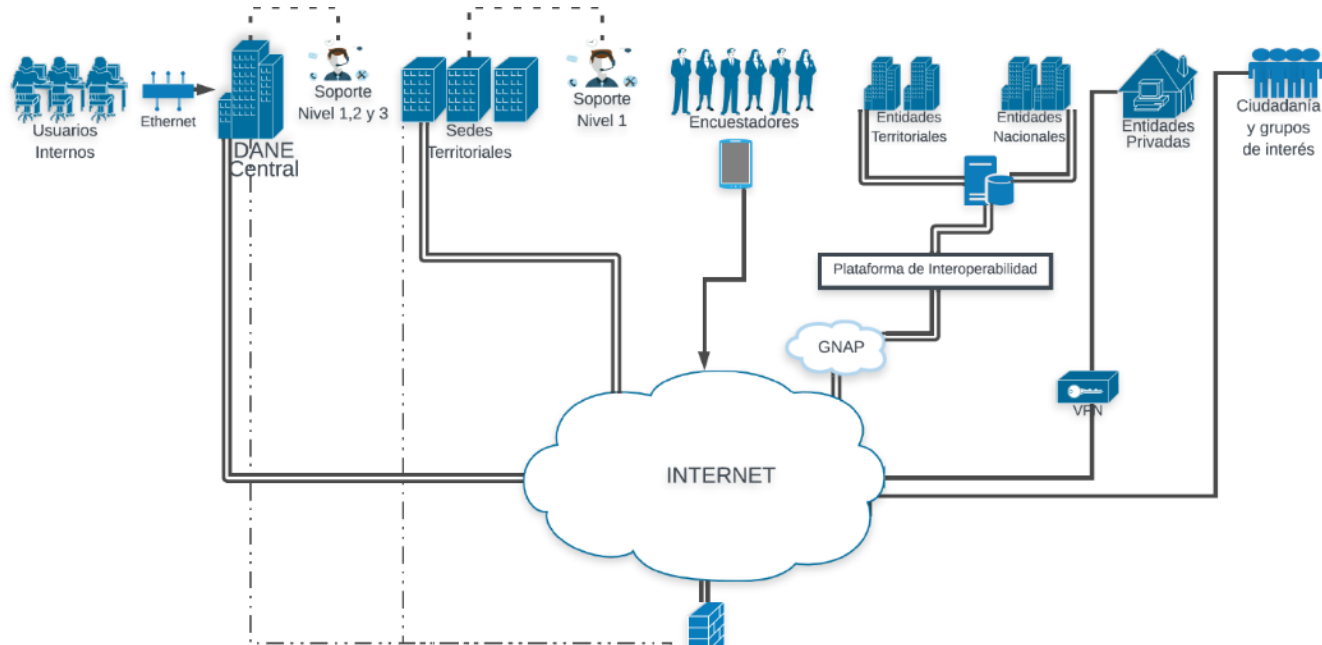 Usuarios
Internos
Ethernet
DANE
Central
Soporte
Nivel 1,2 y 3
Sedes
Territoriales
Soporte
Nivel 1
Encuestadores
Entidades
Territoriales
Entidades
Nacionales
Entidades
Privadas
Ciudadanía
y grupos
de interés
Plataforma de Interoperabilidad
GNAP
VPN
INTERNET